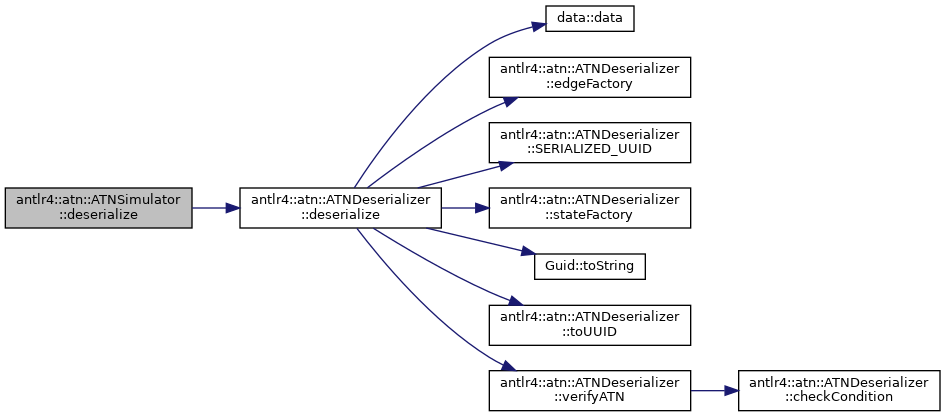 antlr4::atn::ATNSimulator
::deserialize
antlr4::atn::ATNDeserializer
::deserialize
data::data
antlr4::atn::ATNDeserializer
::edgeFactory
antlr4::atn::ATNDeserializer
::SERIALIZED_UUID
antlr4::atn::ATNDeserializer
::stateFactory
Guid::toString
antlr4::atn::ATNDeserializer
::toUUID
antlr4::atn::ATNDeserializer
::verifyATN
antlr4::atn::ATNDeserializer
::checkCondition